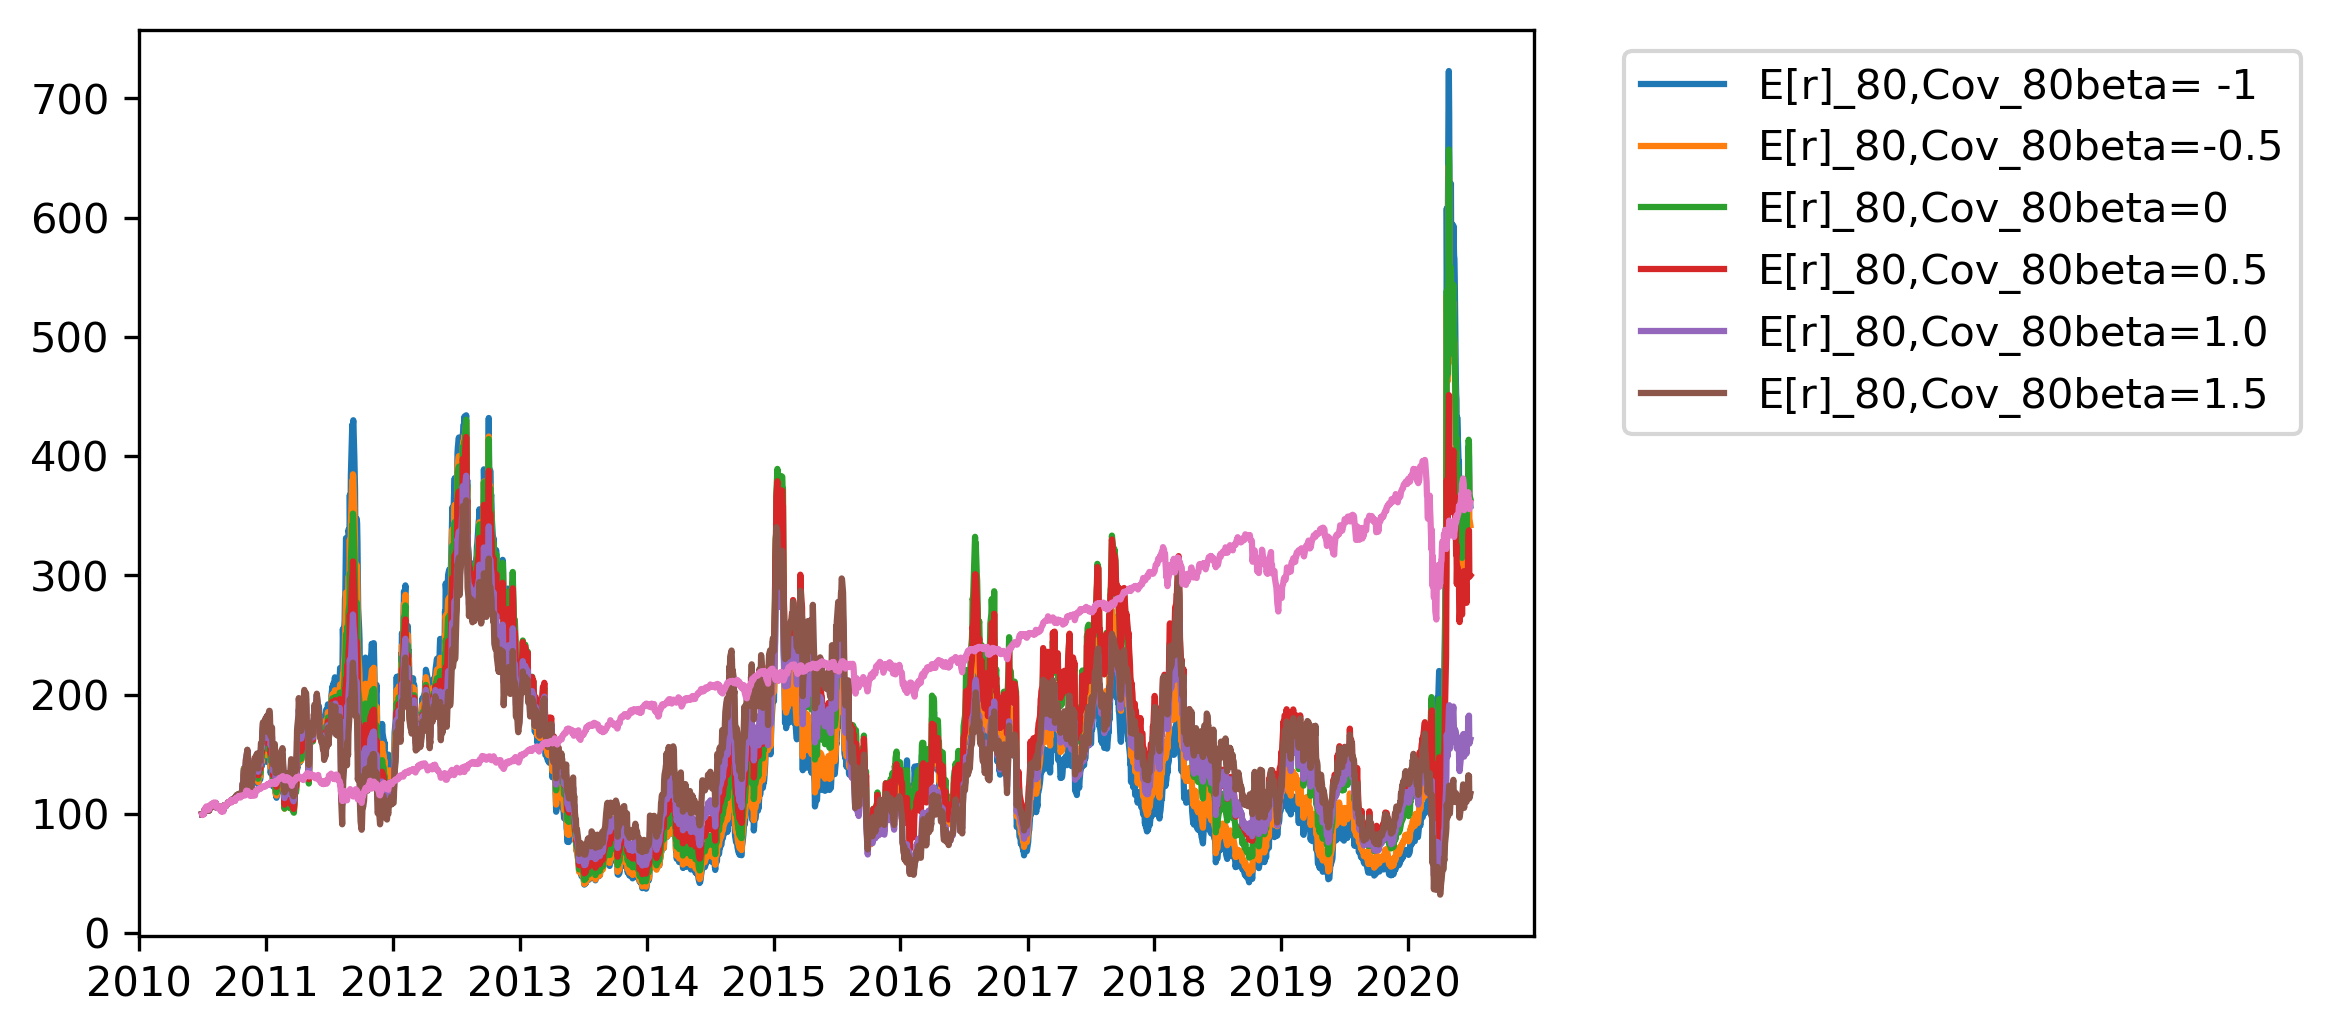 700
600
500
400
300
200
100
0
2010 2011 2012 2013 2014 2015 2016 2017 2018 2019 2020
E[r]_80,Cov_80beta= -1
E[r]_80,Cov_80beta=-0.5
E[r]_80,Cov_80beta=0
E[r]_80,Cov_80beta=0.5
E[r]_80,Cov_80beta=1.0
E[r]_80,Cov_80beta=1.5